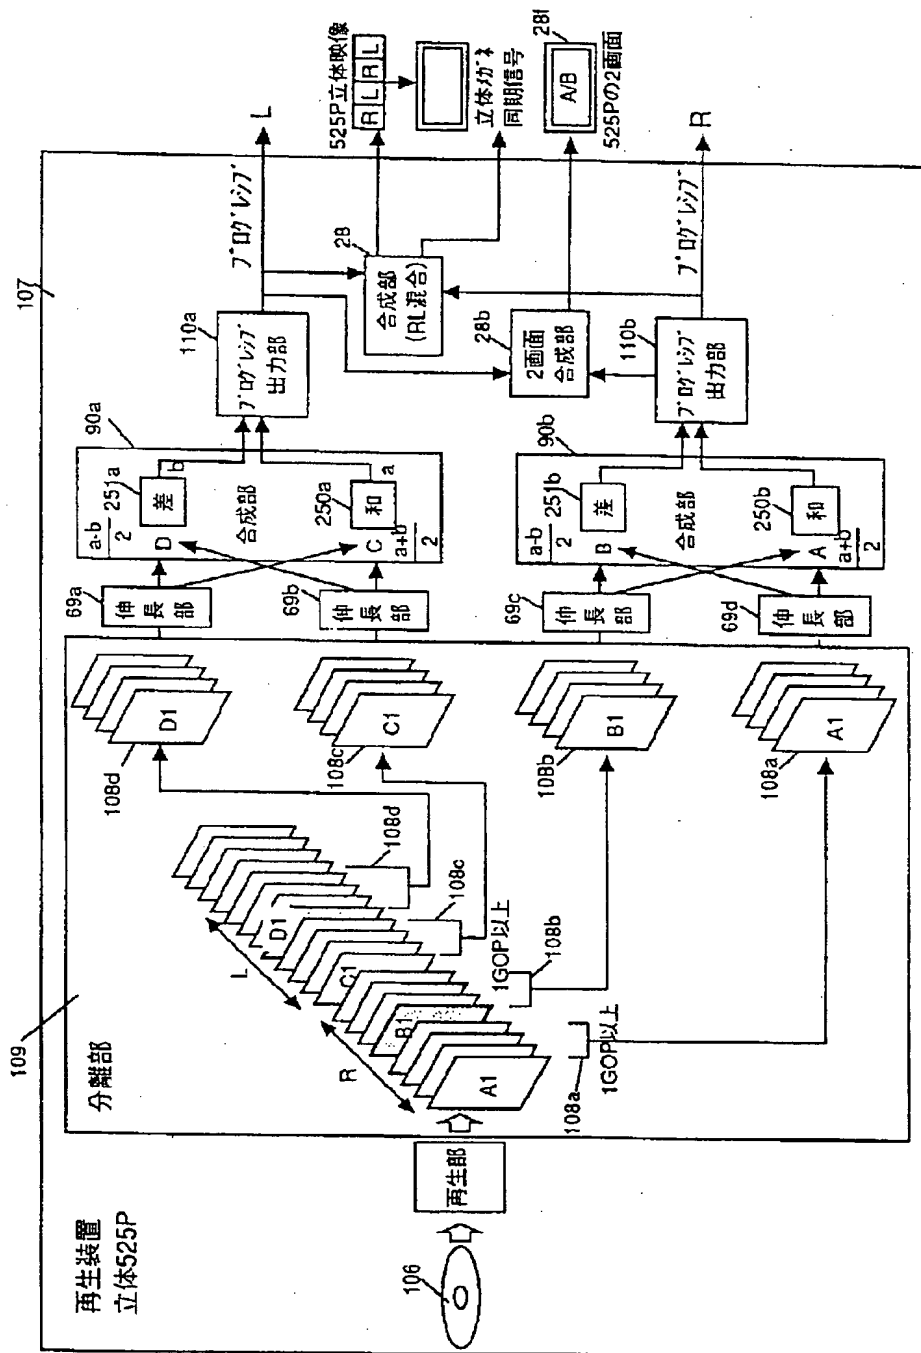 再生装置
立体525P
107
109
分離部
106
再生部
A1
B1
C1
D1
R
L
108a
1GOP以上
108b
1GOP以上
108c
108d
108d
D1
108c
C1
108b
B1
108a
A1
69a
伸長部
69b
伸長部
69c
伸長部
69d
伸長部
90a
a-b
2
D
251a
差
b
合成部
C
a+b
2
250a
和
a
90b
a-b
2
B
251b
差
合成部
A
a+b
2
250b
和
110a
プログレシブ
出力部
110b
プログレシブ
出力部
プログレシブ
L
28
合成部
(RL混合)
28b
2画面
合成部
プログレシブ
R
525P立体映像
R L R L
立体メガネ
同期信号
28f
A/B
525Pの2画面